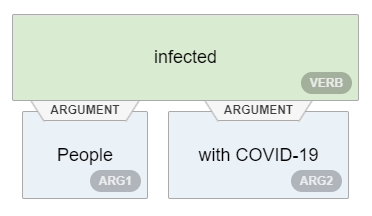 infected
VERB
ARGUMENT ARGUMENT
People with COVID-19
ARG1 ARG2